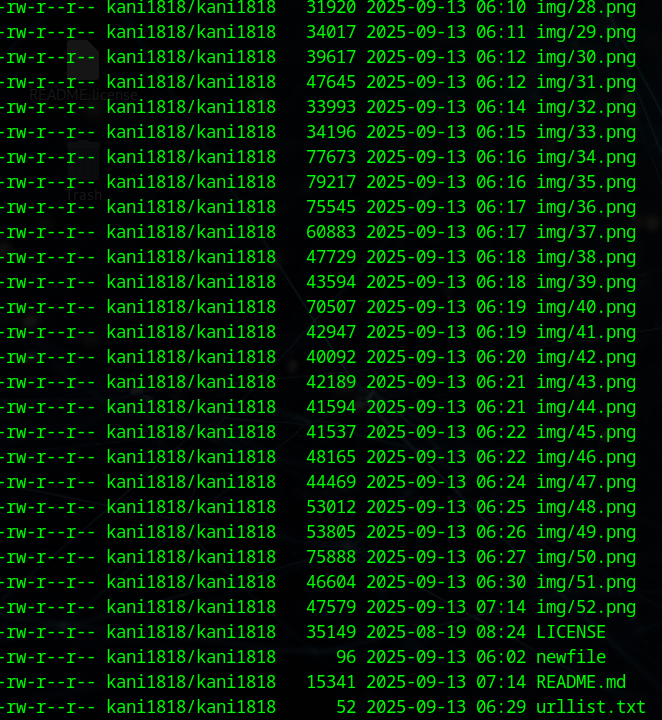 -rw-r--r-- kani1818/kani1818 31920 2025-09-13 06:10 img/28.png
-rw-r--r-- kani1818/kani1818 34017 2025-09-13 06:11 img/29.png
-rw-r--r-- kani1818/kani1818 39617 2025-09-13 06:12 img/30.png
-rw-r--r-- kani1818/kani1818 47645 2025-09-13 06:12 img/31.png
README.license
-rw-r--r-- kani1818/kani1818 33993 2025-09-13 06:14 img/32.png
-rw-r--r-- kani1818/kani1818 34196 2025-09-13 06:15 img/33.png
-rw-r--r-- kani1818/kani1818 77673 2025-09-13 06:16 img/34.png
-rw-r--r-- kani1818/kani1818 79217 2025-09-13 06:16 img/35.png
Trash
-rw-r--r-- kani1818/kani1818 75545 2025-09-13 06:17 img/36.png
-rw-r--r-- kani1818/kani1818 60883 2025-09-13 06:17 img/37.png
-rw-r--r-- kani1818/kani1818 47729 2025-09-13 06:18 img/38.png
-rw-r--r-- kani1818/kani1818 43594 2025-09-13 06:18 img/39.png
-rw-r--r-- kani1818/kani1818 70507 2025-09-13 06:19 img/40.png
-rw-r--r-- kani1818/kani1818 42947 2025-09-13 06:19 img/41.png
-rw-r--r-- kani1818/kani1818 40092 2025-09-13 06:20 img/42.png
-rw-r--r-- kani1818/kani1818 42189 2025-09-13 06:21 img/43.png
-rw-r--r-- kani1818/kani1818 41594 2025-09-13 06:21 img/44.png
-rw-r--r-- kani1818/kani1818 41537 2025-09-13 06:22 img/45.png
-rw-r--r-- kani1818/kani1818 48165 2025-09-13 06:22 img/46.png
-rw-r--r-- kani1818/kani1818 44469 2025-09-13 06:24 img/47.png
-rw-r--r-- kani1818/kani1818 53012 2025-09-13 06:25 img/48.png
-rw-r--r-- kani1818/kani1818 53805 2025-09-13 06:26 img/49.png
-rw-r--r-- kani1818/kani1818 75888 2025-09-13 06:27 img/50.png
-rw-r--r-- kani1818/kani1818 46604 2025-09-13 06:30 img/51.png
-rw-r--r-- kani1818/kani1818 47579 2025-09-13 07:14 img/52.png
-rw-r--r-- kani1818/kani1818 35149 2025-08-19 08:24 LICENSE
-rw-r--r-- kani1818/kani1818 96 2025-09-13 06:02 newfile
-rw-r--r-- kani1818/kani1818 15341 2025-09-13 07:14 README.md
-rw-r--r-- kani1818/kani1818 52 2025-09-13 06:29 urllist.txt